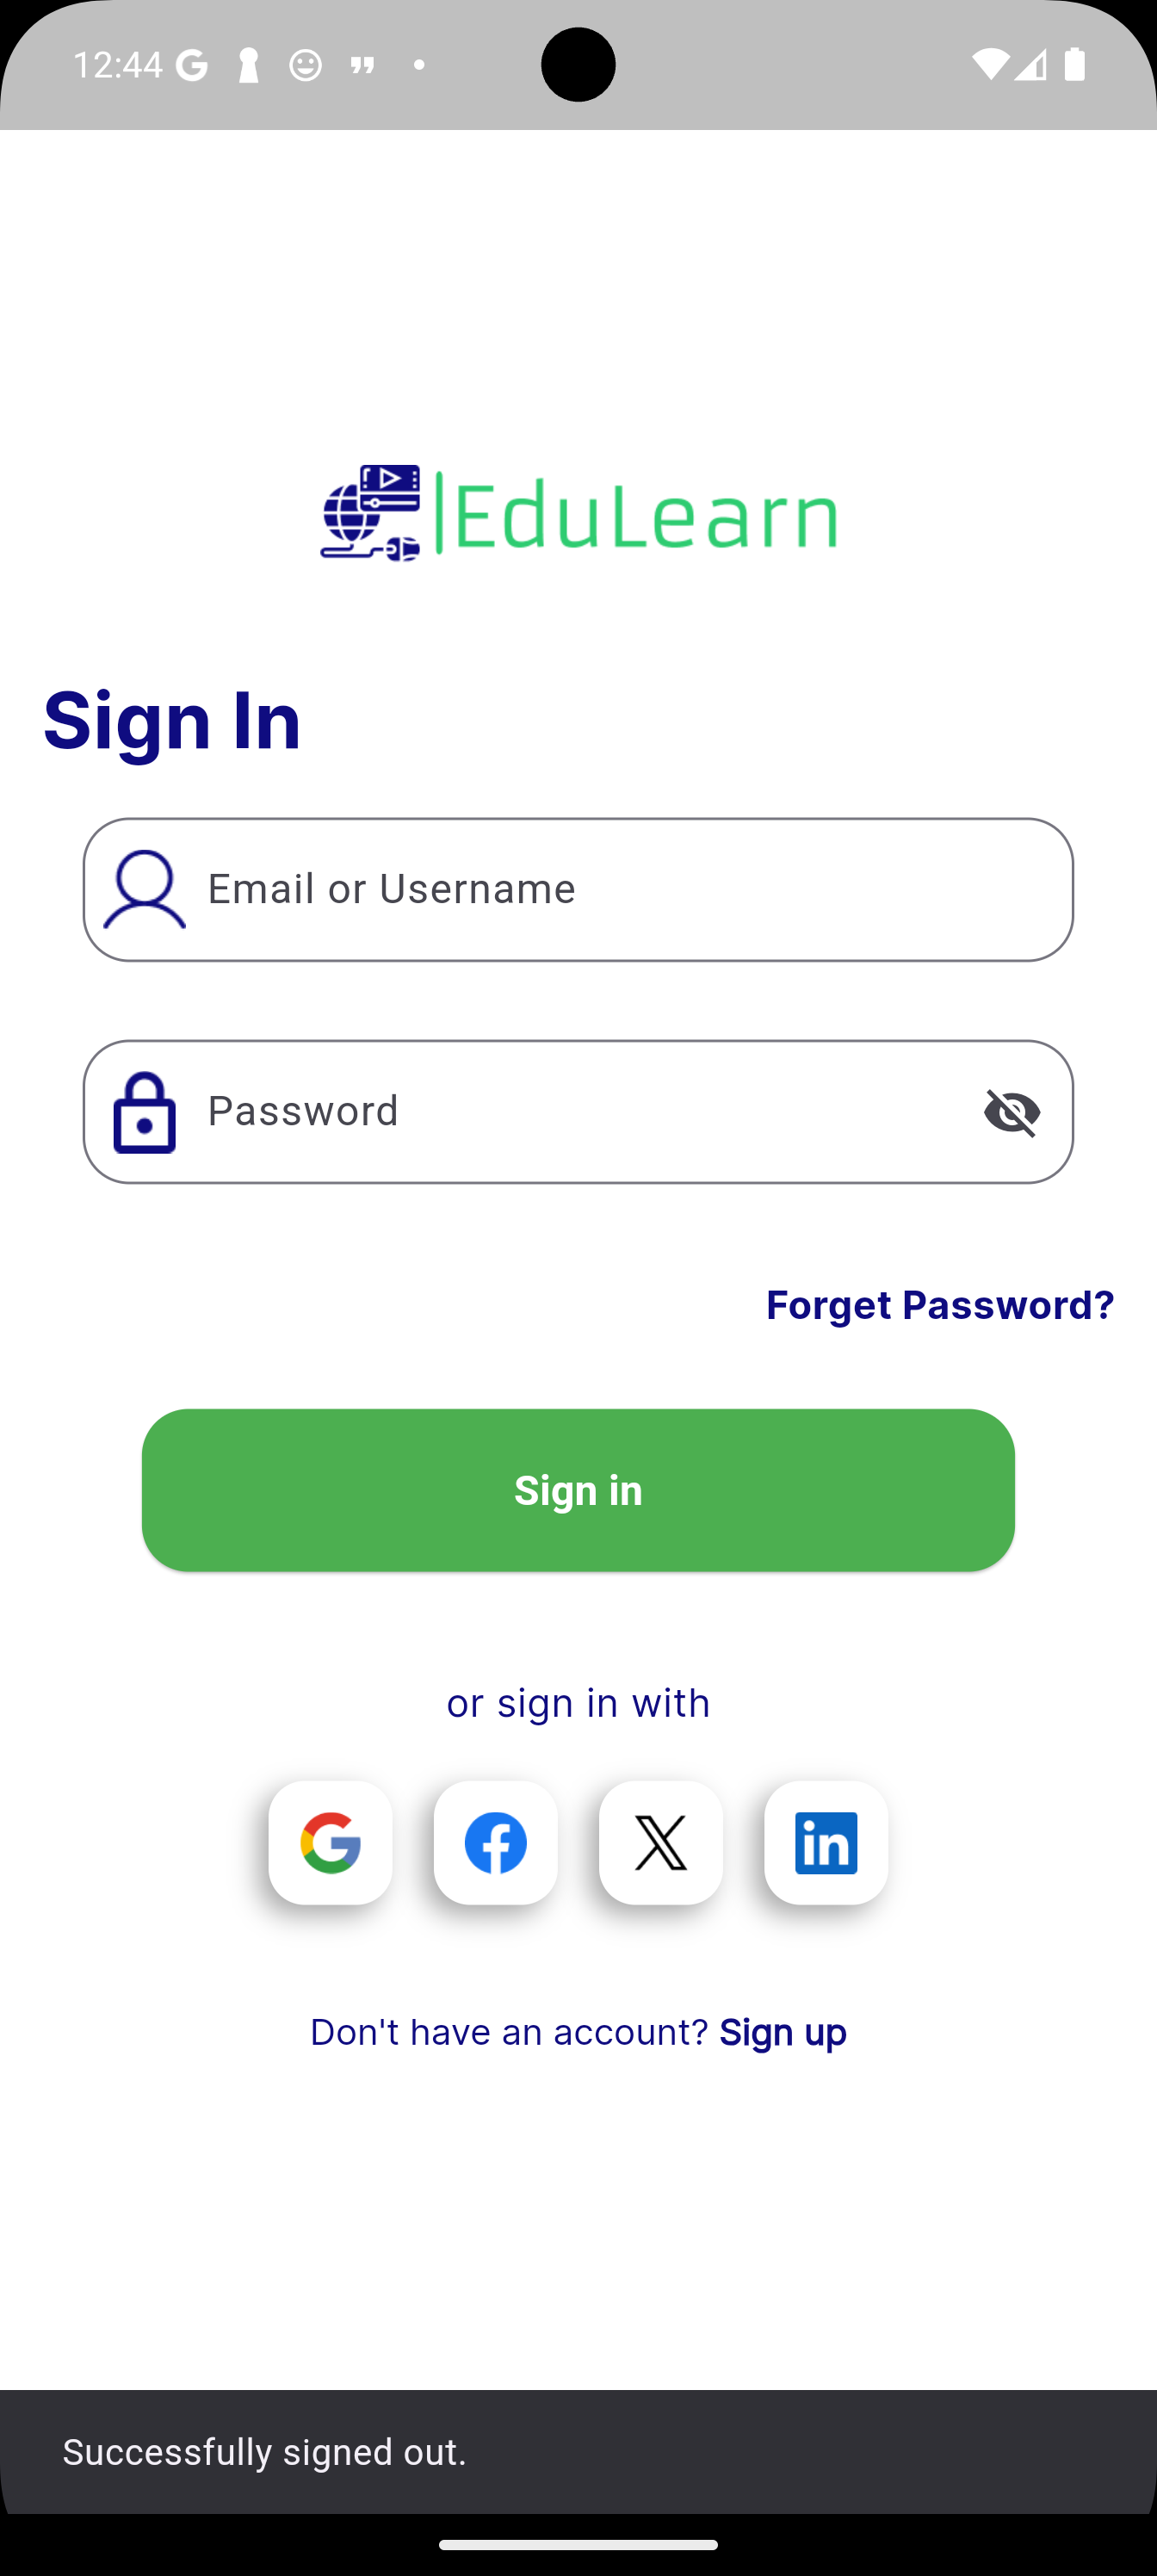 12:44
EduLearn
Sign In
Email or Username
Password
Forget Password?
Sign in
or sign in with
Don't have an account? Sign up
Successfully signed out.